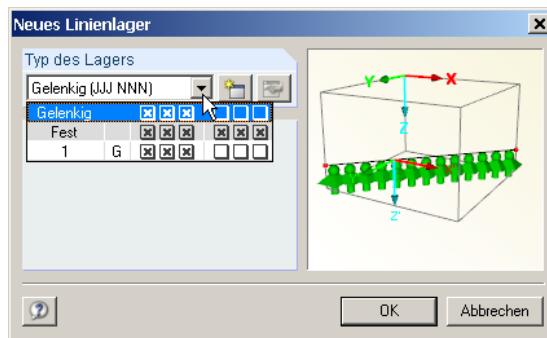 Neues Linienlager
Typ des Lagers
Gelenkig (JJJ NNN)
Gelenkig
Fest
1 G
Y X
Z
Z'
OK Abbrechen